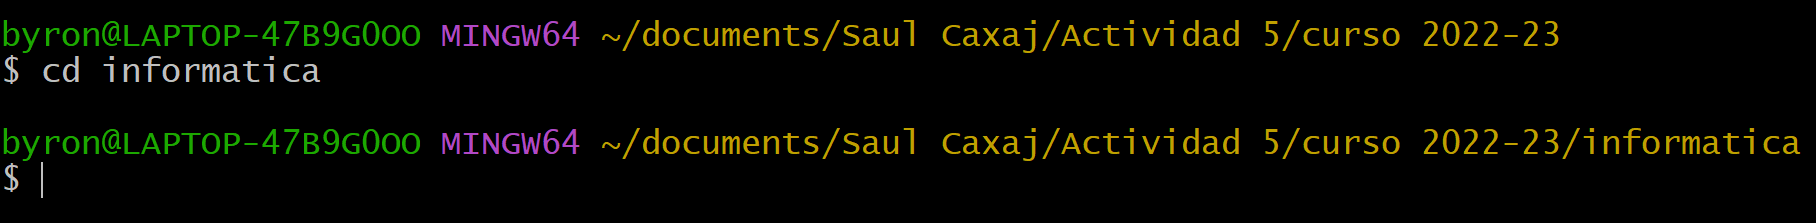 byron@LAPTOP-47B9G0OO MINGW64 ~/documents/Saul Caxaj/Actividad 5/curso 2022-23
$ cd informatica
byron@LAPTOP-47B9G0OO MINGW64 ~/documents/Saul Caxaj/Actividad 5/curso 2022-23/informatica
$